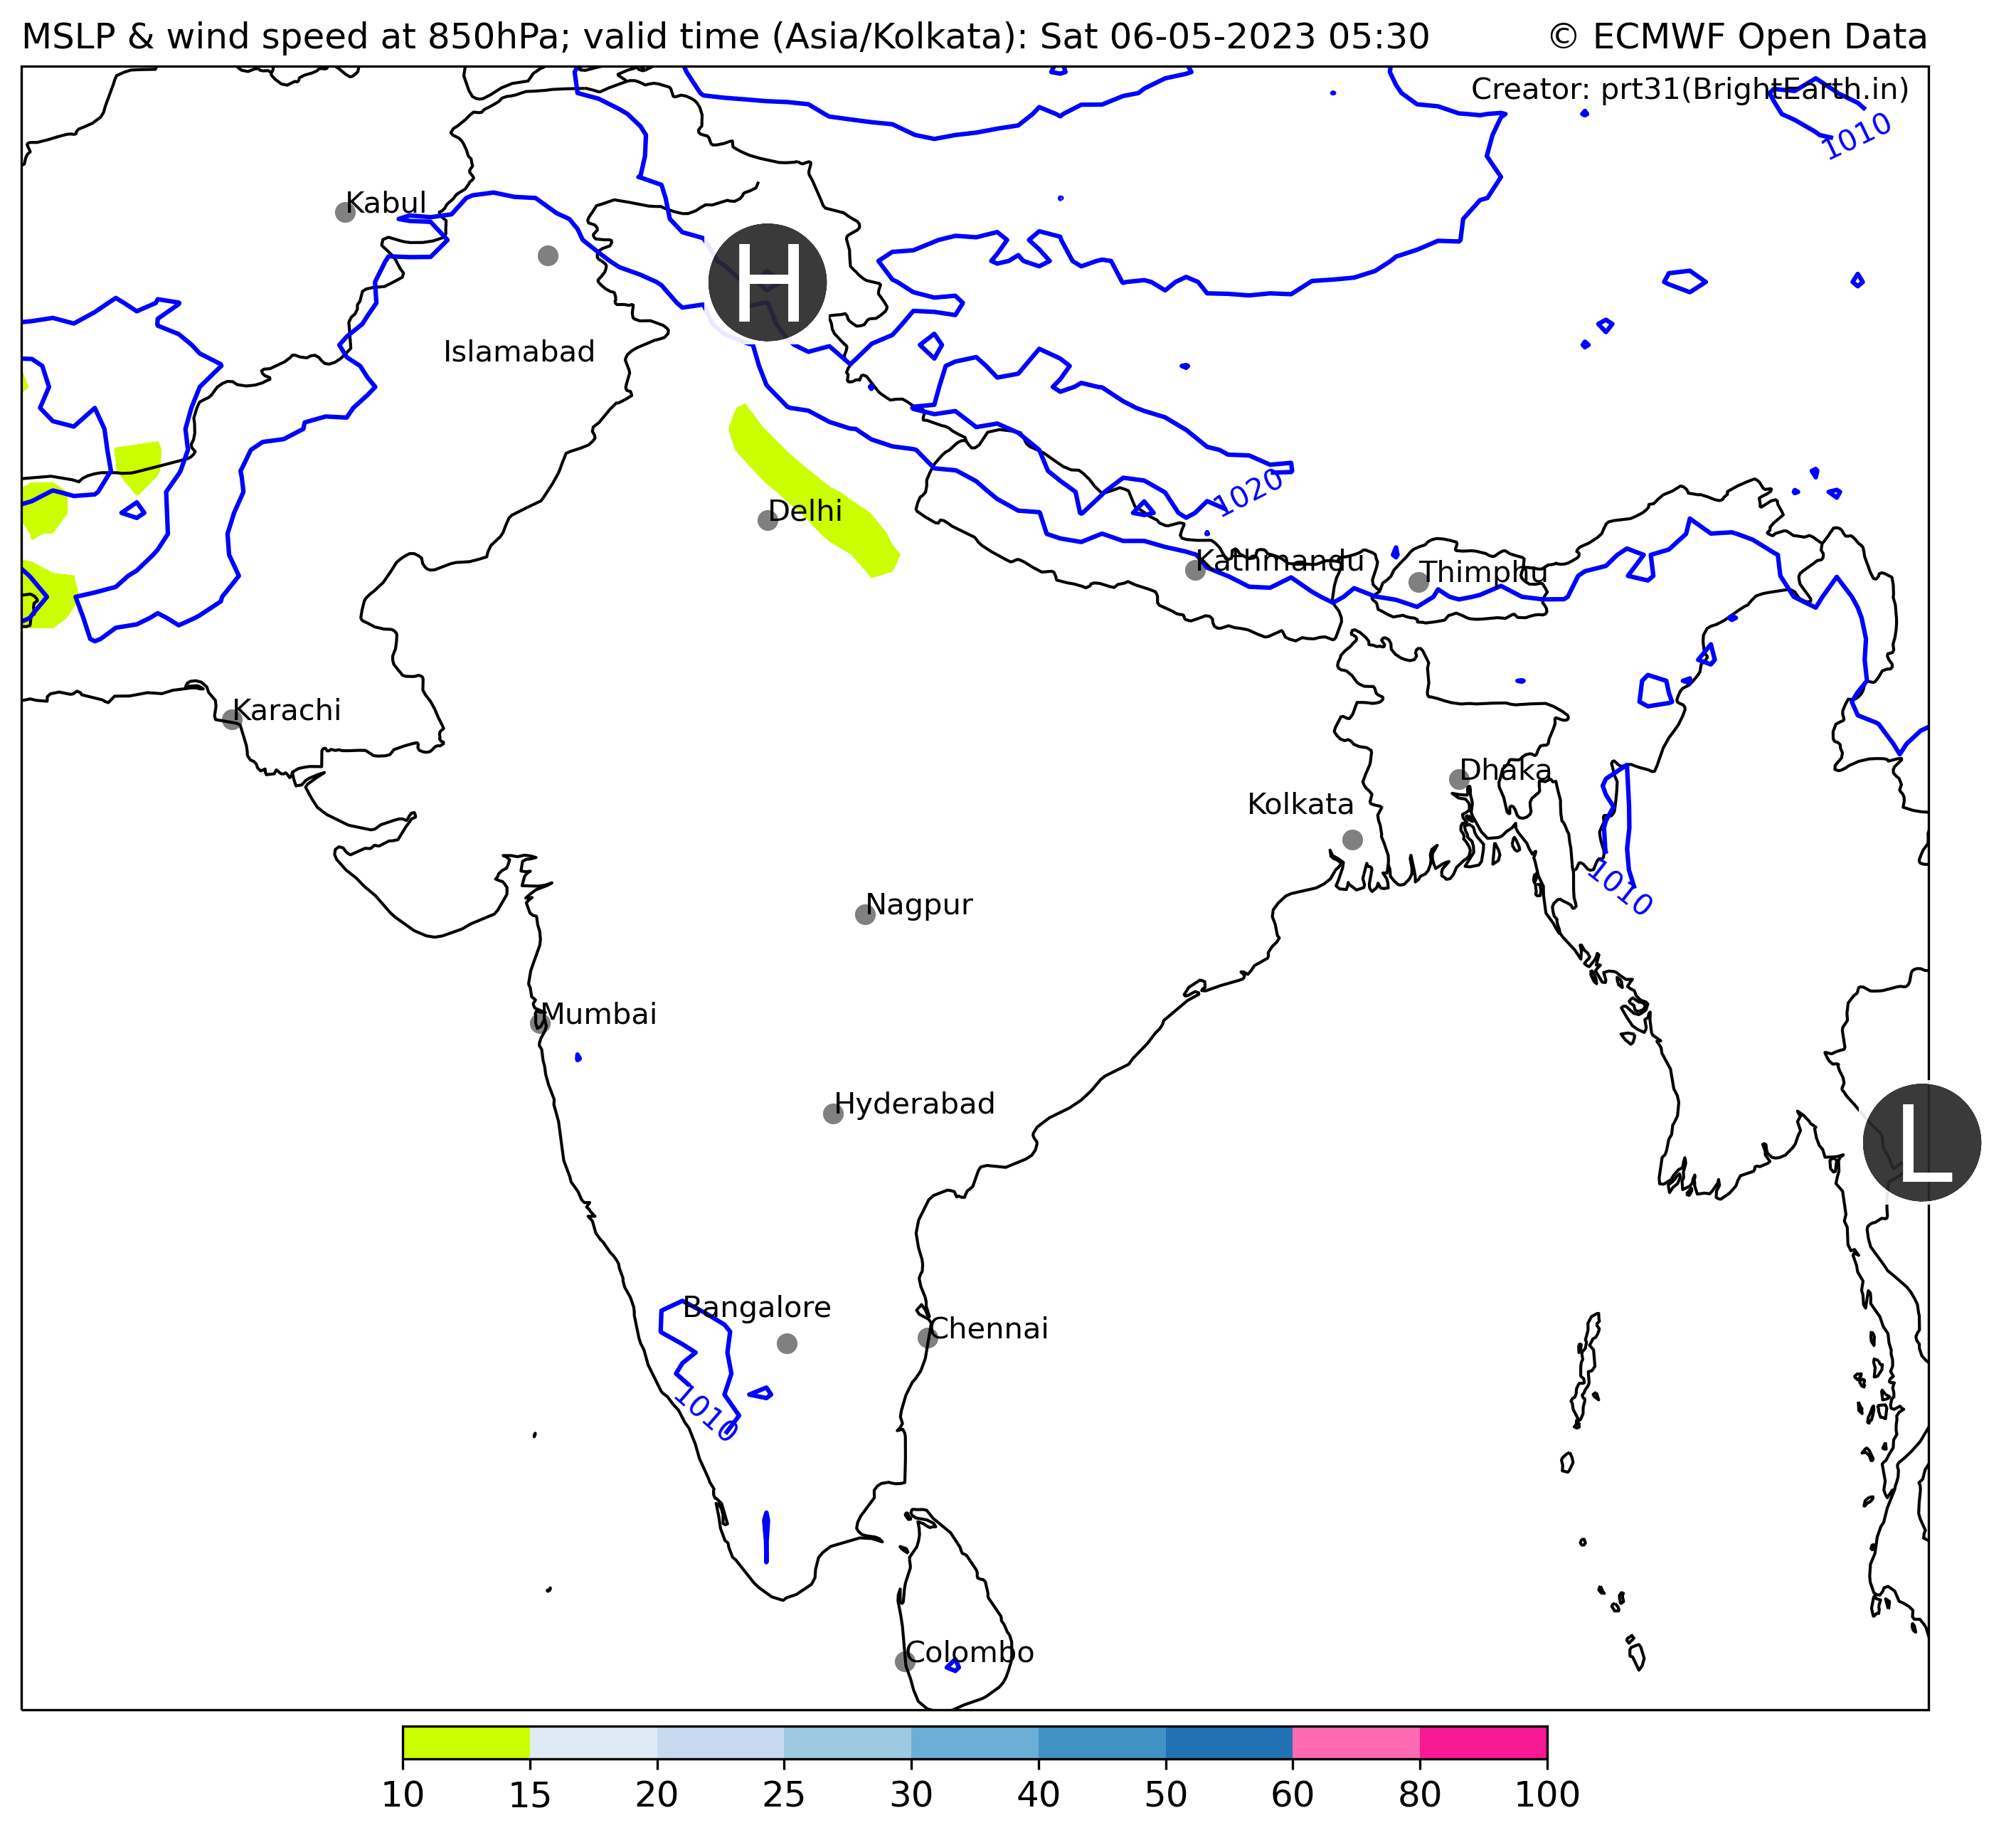 MSLP & wind speed at 850hPa; valid time (Asia/Kolkata): Sat 06-05-2023 05:30
© ECMWF Open Data
Creator: prt31(BrightEarth.in)
1010
Kabul
H
Islamabad
1020
Delhi
Kathmandu
Thimphu
Karachi
Dhaka
Kolkata
1010
Nagpur
Mumbai
Hyderabad
L
Bangalore
Chennai
1010
Colombo
10 15 20 25 30 40 50 60 80 100